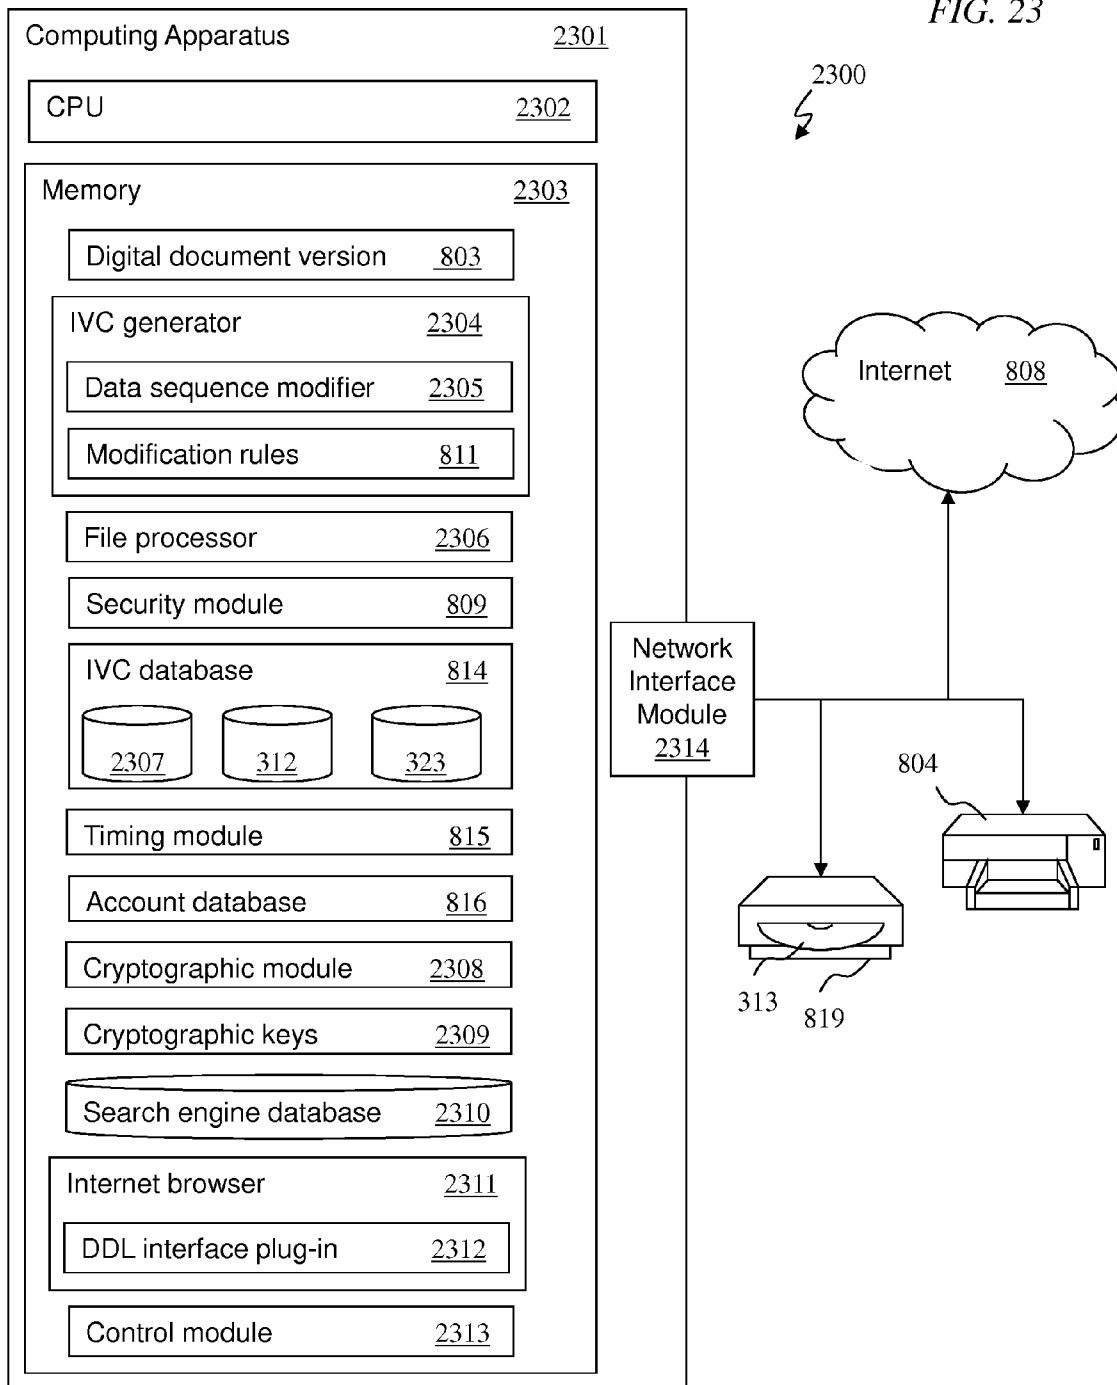 FIG. 23
Computing Apparatus 2301
2300
CPU 2302
Memory 2303
Digital document version 803
IVC generator 2304
Data sequence modifier 2305
Modification rules 811
File processor 2306
Security module 809
IVC database 814
2307 312 323
Timing module 815
Account database 816
Cryptographic module 2308
Cryptographic keys 2309
Search engine database 2310
Internet browser 2311
DDL interface plug-in 2312
Control module 2313
Network
Interface
Module
2314
Internet 808
804
313
819